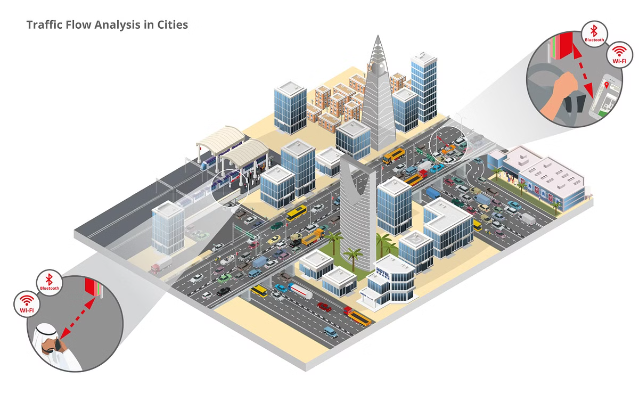 Traffic Flow Analysis in Cities
Bluetooth
Wi-Fi
Bluetooth
Wi-Fi